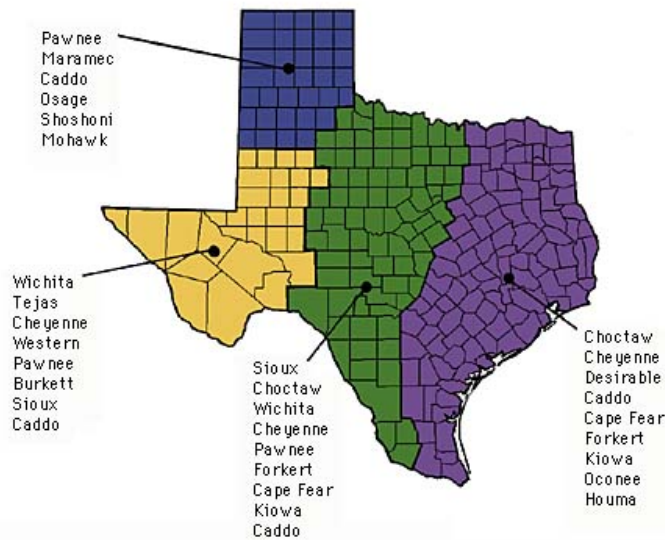 Pawnee
Maramec
Caddo
Osage
Shoshoni
Mohawk
Wichita
Tejas
Cheyenne
Western
Pawnee
Burkett
Sioux
Caddo
Sioux
Choctaw
Wichita
Cheyenne
Pawnee
Forkert
Cape Fear
Kiowa
Caddo
Choctaw
Cheyenne
Desirable
Caddo
Cape Fear
Forkert
Kiowa
Oconee
Houma